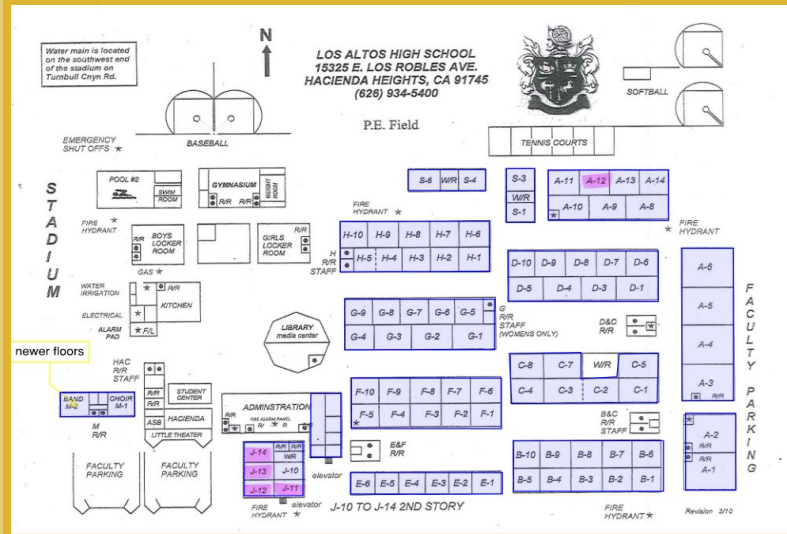 Water main is located
on the southwest end
of the stadium on
Turnbull Cnyn Rd.
N
LOS ALTOS HIGH SCHOOL
15325 E. LOS ROBLES AVE.
HACIENDA HEIGHTS, CA 91745
(626) 934-5400
P.E. Field
SOFTBALL
EMERGENCY
SHUT OFFS
BASEBALL
TENNIS COURTS
STADIUM
POOL #2
SWIM
ROOM
GYMNASIUM
R/R R/R
WEIGHT
ROOM
S-6 W/R S-4
S-3
W/R
S-1
A-11 A-12 A-13 A-14
A-10 A-9 A-8
FIRE
HYDRANT
FIRE
HYDRANT
FIRE
HYDRANT
R/R
BOYS
LOCKER
ROOM
GIRLS
LOCKER
ROOM
R/R
H-10 H-9 H-8 H-7 H-6
H-5 H-4 H-3 H-2 H-1
H
R/R
STAFF
D-10 D-9 D-8 D-7 D-6
D-5 D-4 D-3 D-1
A-6
A-5
A-4
A-3
R/R
FACULTY PARKING
GAS
WATER
IRRIGATION
R/R
KITCHEN
ELECTRICAL
ALARM
PAD
F/L
G-9 G-8 G-7 G-6 G-5
G-4 G-3 G-2 G-1
G
R/R
STAFF
(WOMENS ONLY)
D&C
R/R
LIBRARY
media center
newer floors
HAC
R/R
STAFF
C-8 C-7 W/R C-5
C-4 C-3 C-2 C-1
BAND
M-2
CHOIR
M-1
M
R/R
R/R
R/R
STUDENT
CENTER
ASB
HACIENDA
LITTLE THEATER
ADMINSTRATION
FIRE ALARM PANEL
R/R
F-10 F-9 F-8 F-7 F-6
F-5 F-4 F-3 F-2 F-1
B&C
R/R
STAFF
A-2
R/R
R/R
A-1
E&F
R/R
J-14 R/R R/R
W/R
J-13 J-10
J-12 J-11
elevator
elevator
B-10 B-9 B-8 B-7 B-6
B-5 B-4 B-3 B-2 B-1
E-6 E-5 E-4 E-3 E-2 E-1
FACULTY
PARKING
FACULTY
PARKING
FIRE
HYDRANT
J-10 TO J-14 2ND STORY
FIRE
HYDRANT
Revision 3/10